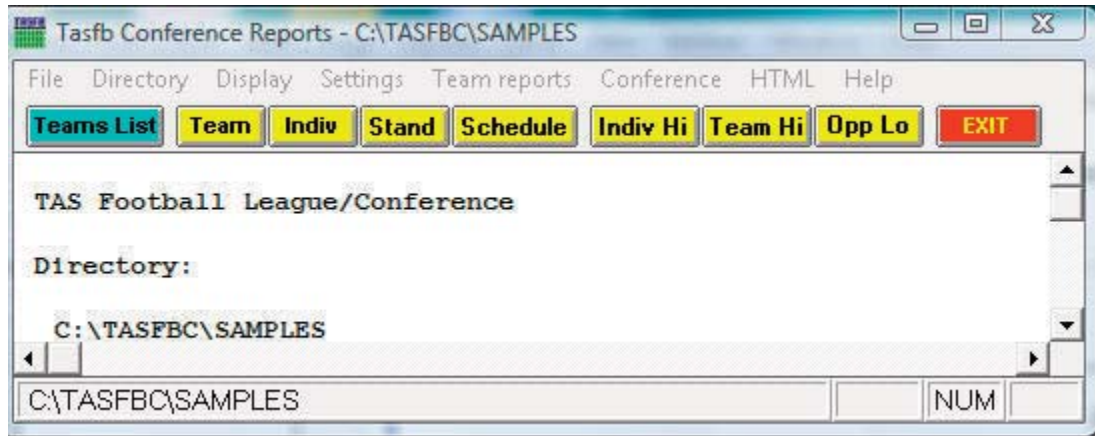 Tasfb Conference Reports - C:\TASFBC\SAMPLES
File Directory Display Settings Team reports Conference HTML Help
Teams List Team Indiv Stand Schedule Indiv Hi Team Hi Opp Lo EXIT
TAS Football League/Conference
Directory:
C:\TASFBC\SAMPLES
C:\TASFBC\SAMPLES NUM